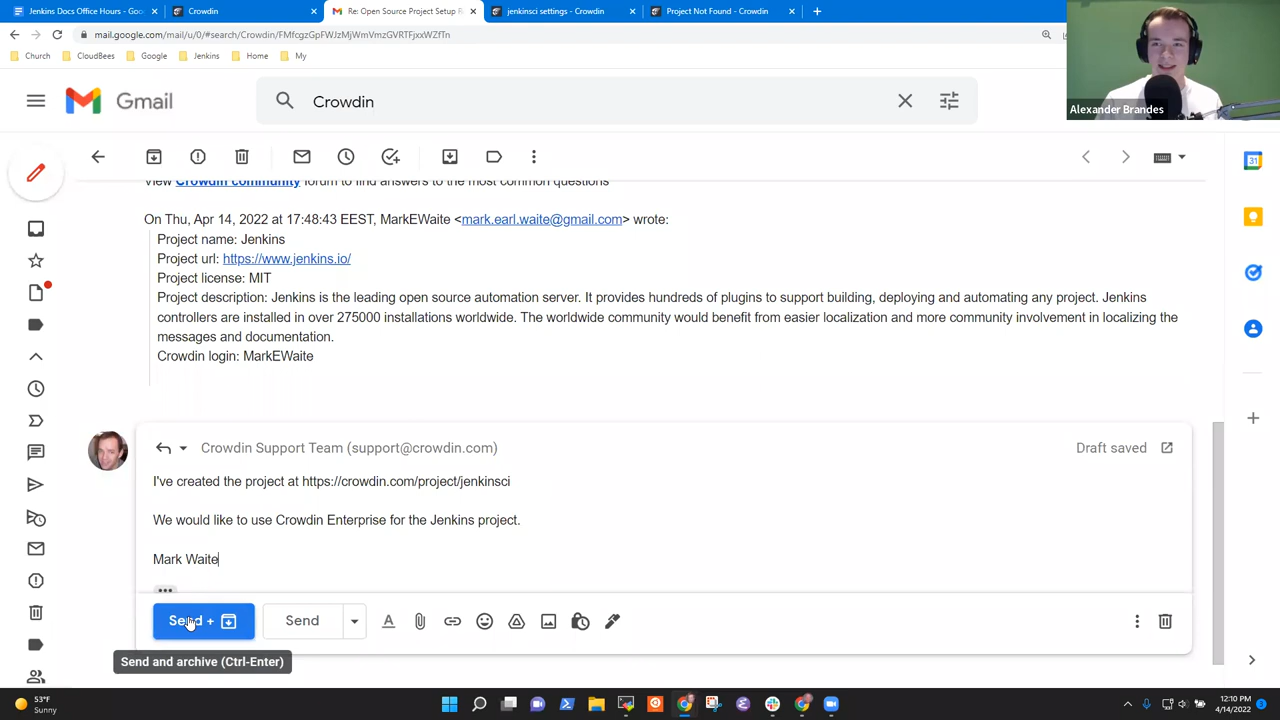 Jenkins Docs Office Hours - Goo
Crowdin
Re: Open Source Project Setup R
jenkinsci settings - Crowdin
Project Not Found - Crowdin
mail.google.com/mail/u/0/#search/Crowdin/FMfcgzGpFWJzMjWmVmzGVRTFjxxWZfTn
Church
CloudBees
Google
Jenkins
Home
My
Alexander Brandes
Gmail
Crowdin
31
View Crowdin community forum to find answers to the most common questions
On Thu, Apr 14, 2022 at 17:48:43 EEST, MarkEWaite <mark.earl.waite@gmail.com> wrote:
Project name: Jenkins
Project url: https://www.jenkins.io/
Project license: MIT
Project description: Jenkins is the leading open source automation server. It provides hundreds of plugins to support building, deploying and automating any project. Jenkins
controllers are installed in over 275000 installations worldwide. The worldwide community would benefit from easier localization and more community involvement in localizing the
messages and documentation.
Crowdin login: MarkEWaite
Crowdin Support Team (support@crowdin.com)
Draft saved
I've created the project at https://crowdin.com/project/jenkinsci
We would like to use Crowdin Enterprise for the Jenkins project.
Mark Waite
Send +
Send
Send and archive (Ctrl-Enter)
53°F
Sunny
12:10 PM
4/14/2022